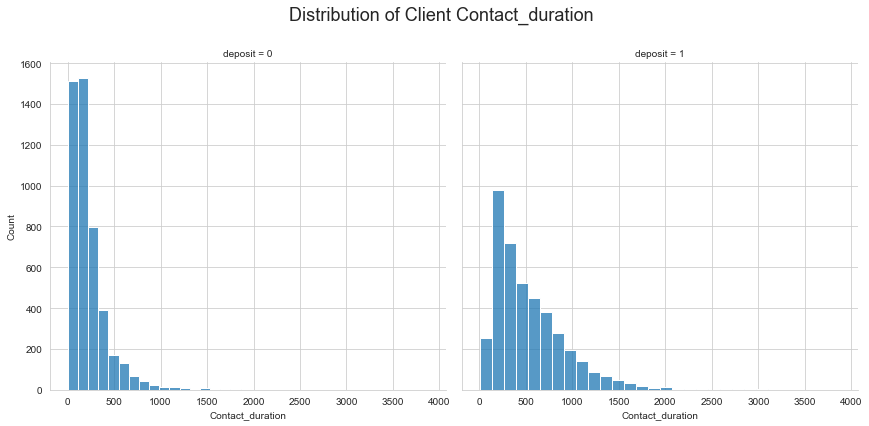 Distribution of Client Contact_duration
deposit = 0
deposit = 1
1600
1400
1200
1000
800
600
400
200
0
Count
0 500 1000 1500 2000 2500 3000 3500 4000
0 500 1000 1500 2000 2500 3000 3500 4000
Contact_duration
Contact_duration